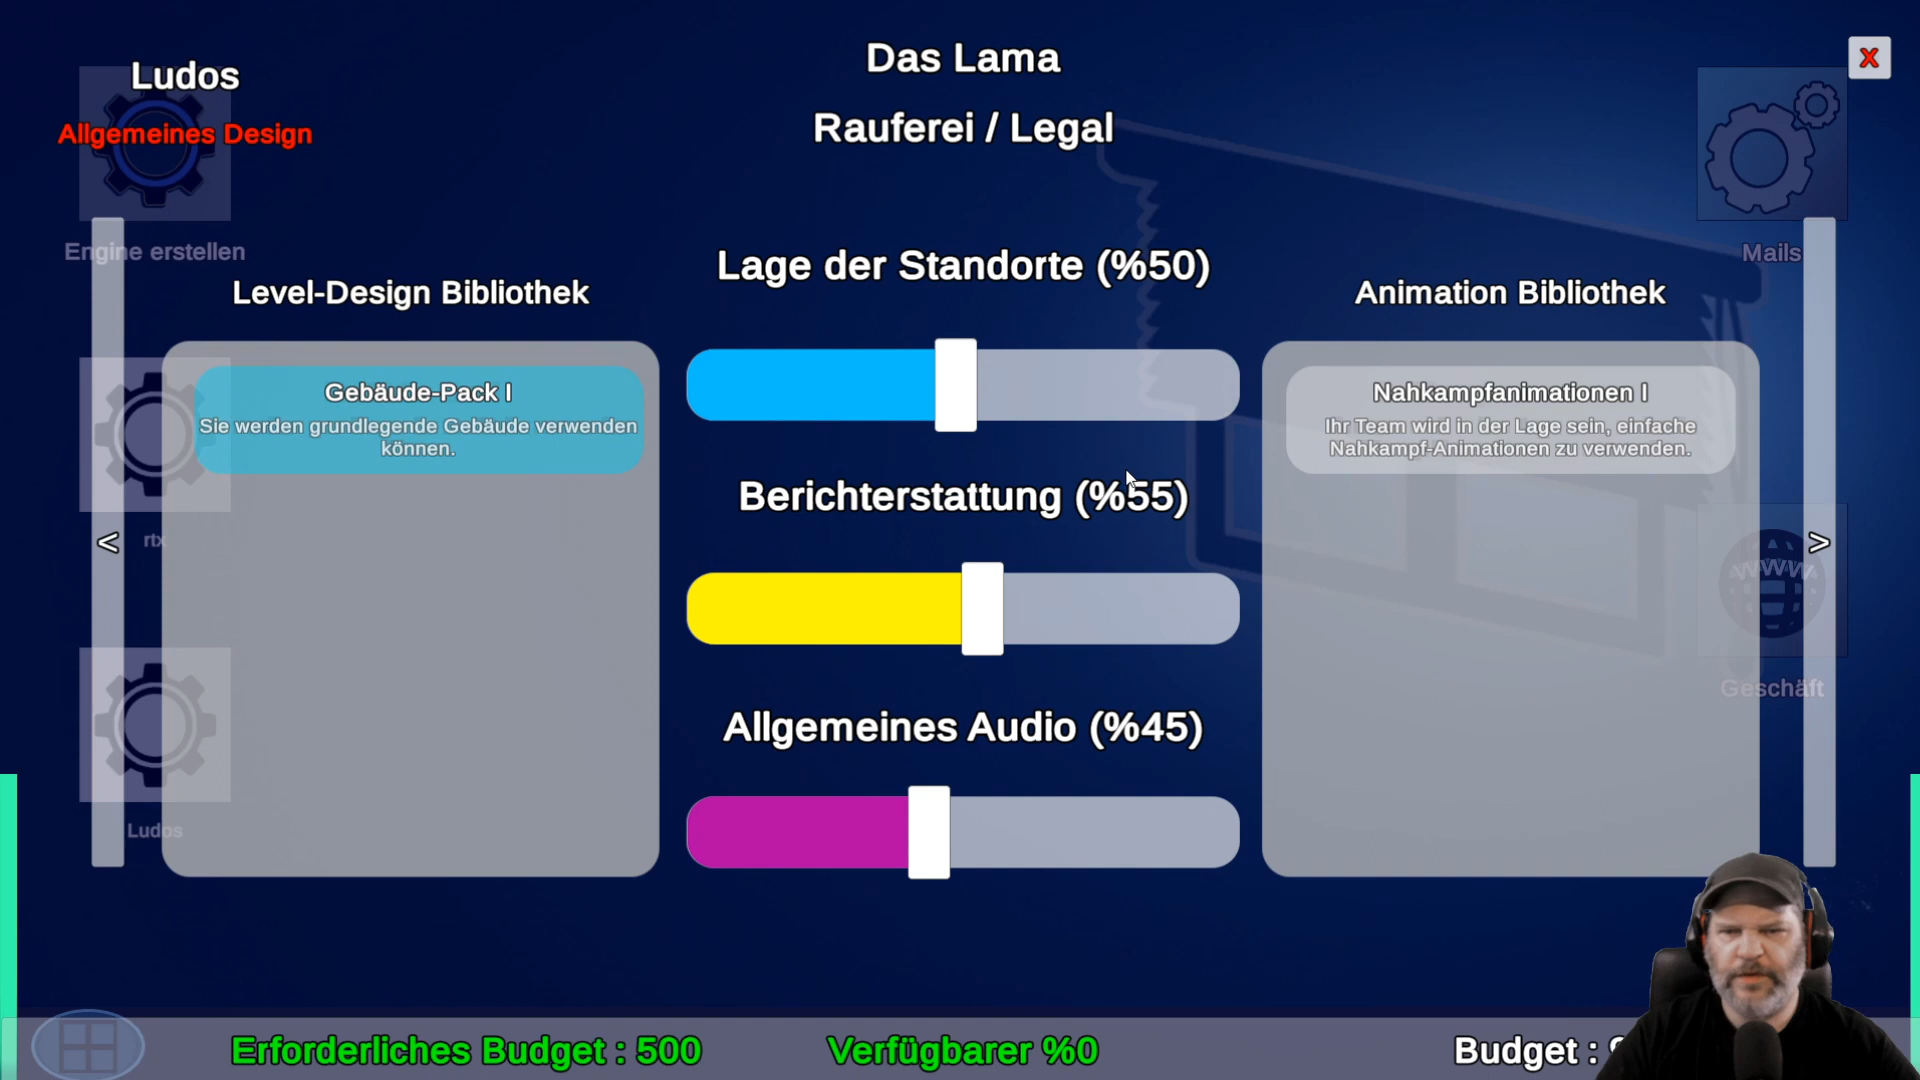 Das Lama
Ludos
Rauferei / Legal
Allgemeines Design
X
Engine erstellen
Mails
Lage der Standorte (%50)
Level-Design Bibliothek
Animation Bibliothek
Gebäude-Pack I
Sie werden grundlegende Gebäude verwenden
können.
Nahkampfanimationen I
Ihr Team wird in der Lage sein, einfache
Nahkampf-Animationen zu verwenden.
Berichterstattung (%55)
<
rtx
>
WWW
Geschäft
Allgemeines Audio (%45)
Ludos
Erforderliches Budget : 500
Verfügbarer %0
Budget :